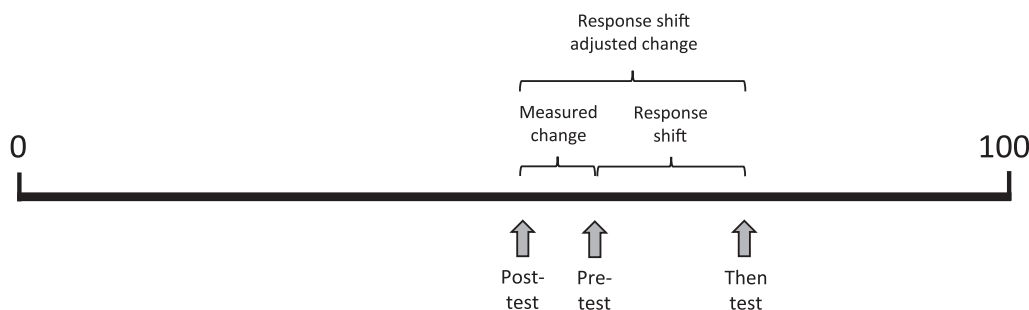 Response shift
adjusted change
Measured
change
Response
shift
0
100
Post-
test
Pre-
test
Then
test